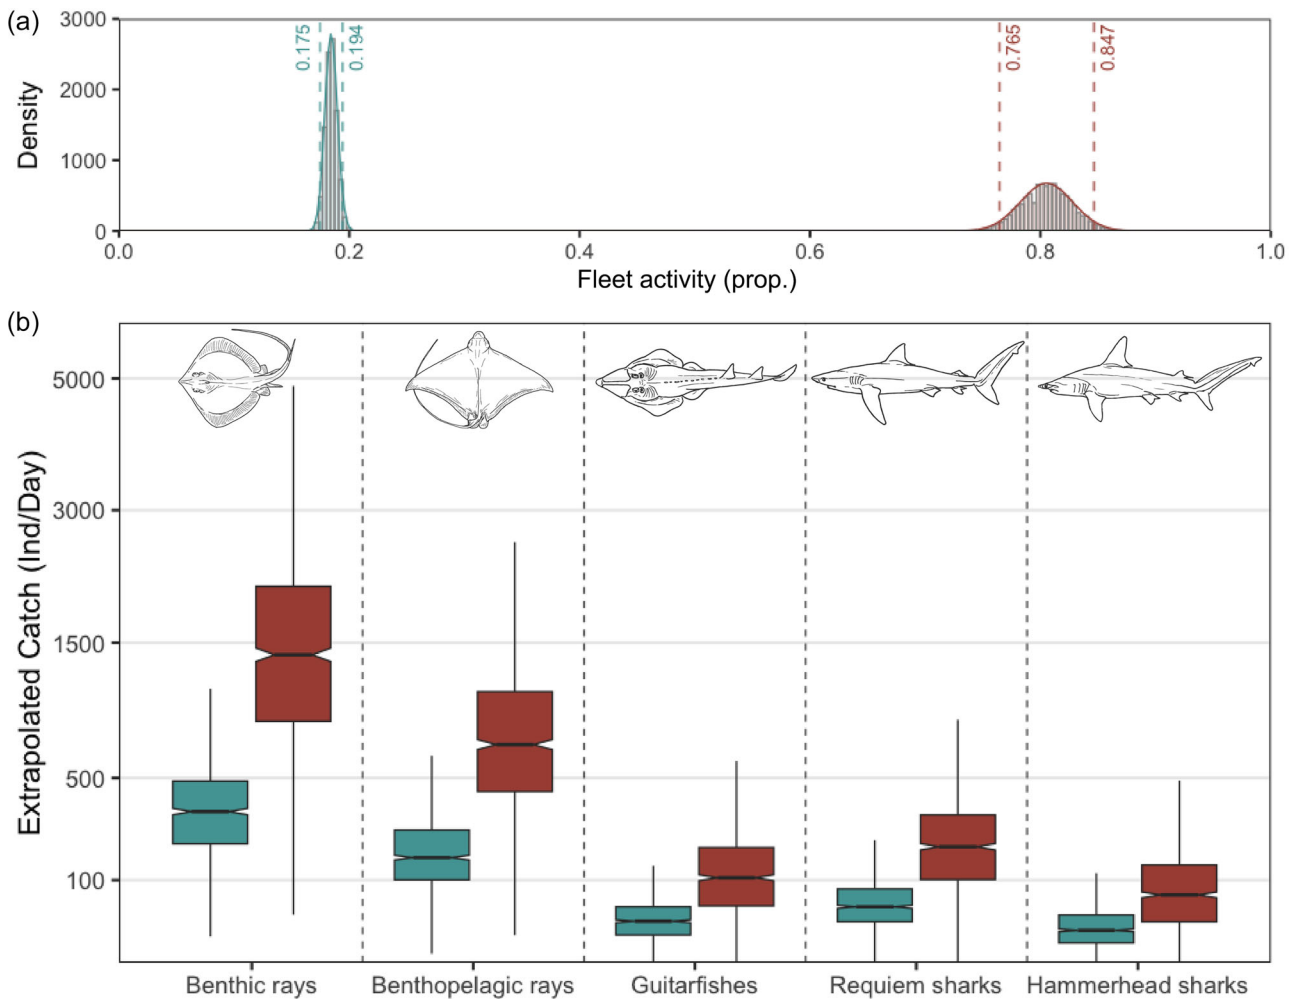 (a)
3000
2000
1000
0
Density
0.175
0.194
0.765
0.847
0.0
0.2
0.4
0.6
0.8
1.0
Fleet activity (prop.)
(b)
5000
3000
1500
500
100
Extrapolated Catch (Ind/Day)
Benthic rays
Benthopelagic rays
Guitarfishes
Requiem sharks
Hammerhead sharks